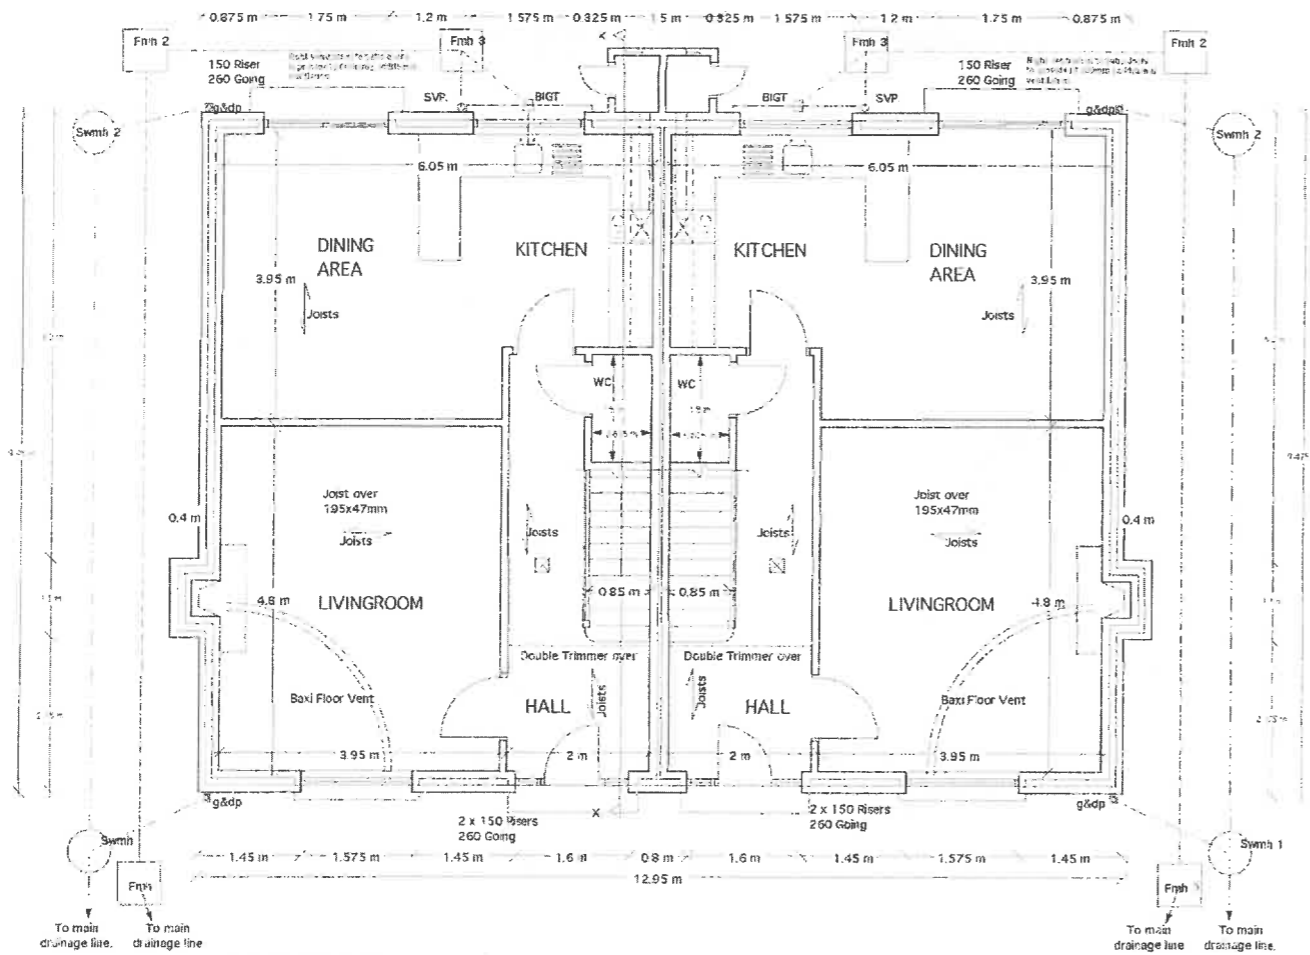 0.875 m 1.75 m 1.2 m 1.575 m 0.325 m 1.5 m 0.325 m 1.575 m 1.2 m 1.75 m 0.875 m
Fmh 2 Fmh 3 x Fmh 3 Fmh 2
150 Riser
260 Going
150 Riser
260 Going
SVP. BIGT BIGT SVP
g&dp g&dp
Swmh 2 Swmh 2
6.05 m 6.05 m
DINING
AREA
KITCHEN KITCHEN
DINING
AREA
3.95 m 3.95 m
Joists Joists
WC WC
Joist over
195x47mm
Joists
Joist over
195x47mm
Joists
0.4 m 0.4 m
Joists Joists
4.8 m LIVINGROOM 0.85 m 0.85 m LIVINGROOM 4.8 m
9.475
Double Trimmer over Double Trimmer over
Baxi Floor Vent Baxi Floor Vent
HALL Joists Joists HALL
3.95 m 2 m 2 m 3.95 m
g&dp g&dp
2 x 150 Risers
260 Going
X
2 x 150 Risers
260 Going
Swmh Swmh 1
1.45 m 1.575 m 1.45 m 1.6 m 0.8 m 1.6 m 1.45 m 1.575 m 1.45 m
12.95 m
Fmh Fmh
To main
drainage line.
To main
drainage line
To main
drainage line
To main
drainage line.